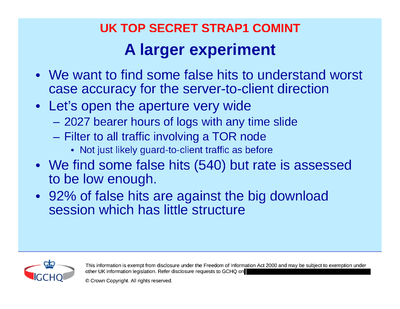 UK TOP SECRET STRAP1 COMINT
A larger experiment
• We want to find some false hits to understand worst
case accuracy for the server-to-client direction
• Let's open the aperture very wide
– 2027 bearer hours of logs with any time slide
– Filter to all traffic involving a TOR node
• Not just likely guard-to-client traffic as before
• We find some false hits (540) but rate is assessed
to be low enough.
• 92% of false hits are against the big download
session which has little structure
GCHQ
This information is exempt from disclosure under the Freedom of Information Act 2000 and may be subject to exemption under
other UK information legislation. Refer disclosure requests to GCHQ on
© Crown Copyright. All rights reserved.